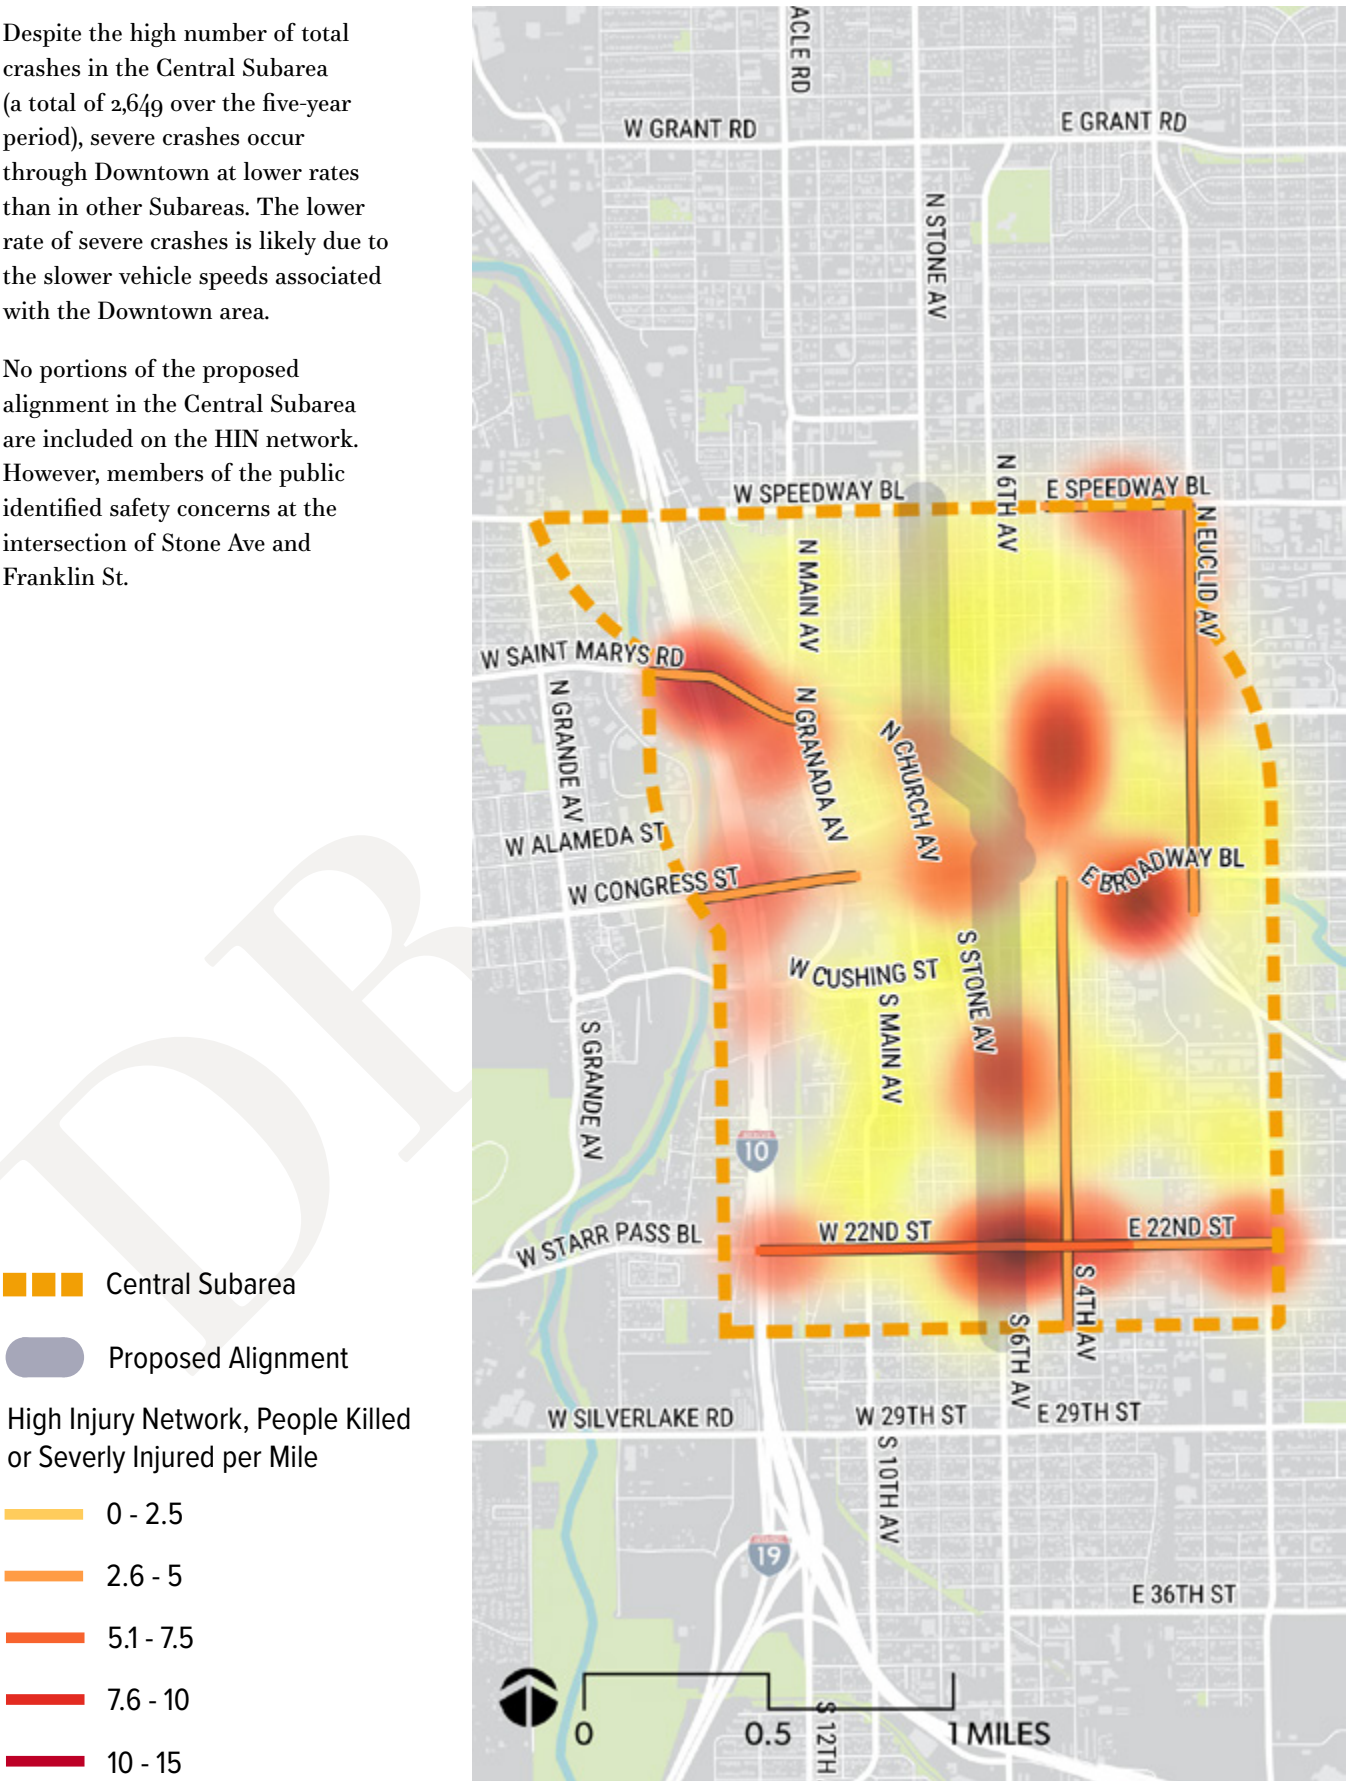 Despite the high number of total
crashes in the Central Subarea
(a total of 2,649 over the five-year
period), severe crashes occur
through Downtown at lower rates
than in other Subareas. The lower
rate of severe crashes is likely due to
the slower vehicle speeds associated
with the Downtown area.
No portions of the proposed
alignment in the Central Subarea
are included on the HIN network.
However, members of the public
identified safety concerns at the
intersection of Stone Ave and
Franklin St.
Central Subarea
Proposed Alignment
High Injury Network, People Killed
or Severly Injured per Mile
0 - 2.5
2.6 - 5
5.1 - 7.5
7.6 - 10
10 - 15
ACLE RD
W GRANT RD
E GRANT RD
N STONE AV
N 6TH AV
W SPEEDWAY BL
E SPEEDWAY BL
N EUCLID AV
N MAIN AV
W SAINT MARYS RD
N GRANDE AV
N GRANADA AV
N CHURCH AV
W ALAMEDA ST
W CONGRESS ST
E BROADWAY BL
W CUSHING ST
S STONE AV
S MAIN AV
S GRANDE AV
10
W STARR PASS BL
W 22ND ST
E 22ND ST
S 4TH AV
S 6TH AV
W SILVERLAKE RD
W 29TH ST
E 29TH ST
S 10TH AV
19
E 36TH ST
S 12TH
0
0.5
1 MILES
DR